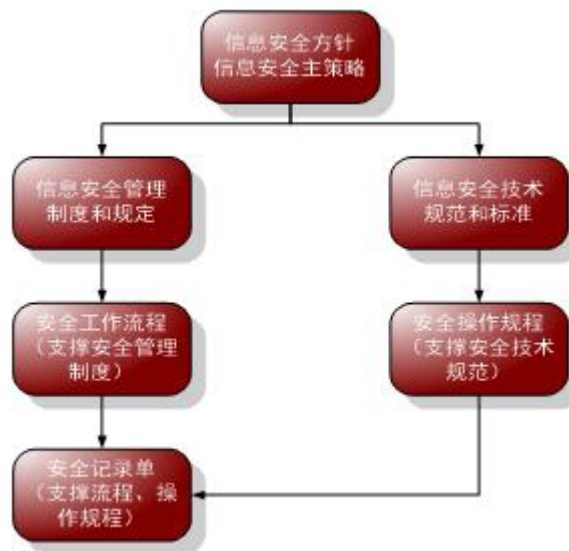 信息安全方针
信息安全主策略
信息安全管理
制度和规定
信息安全技术
规范和标准
安全工作流程
（支撑安全管理
制度）
安全操作规程
（支撑安全技术
规范）
安全记录单
（支撑流程、操
作规程）